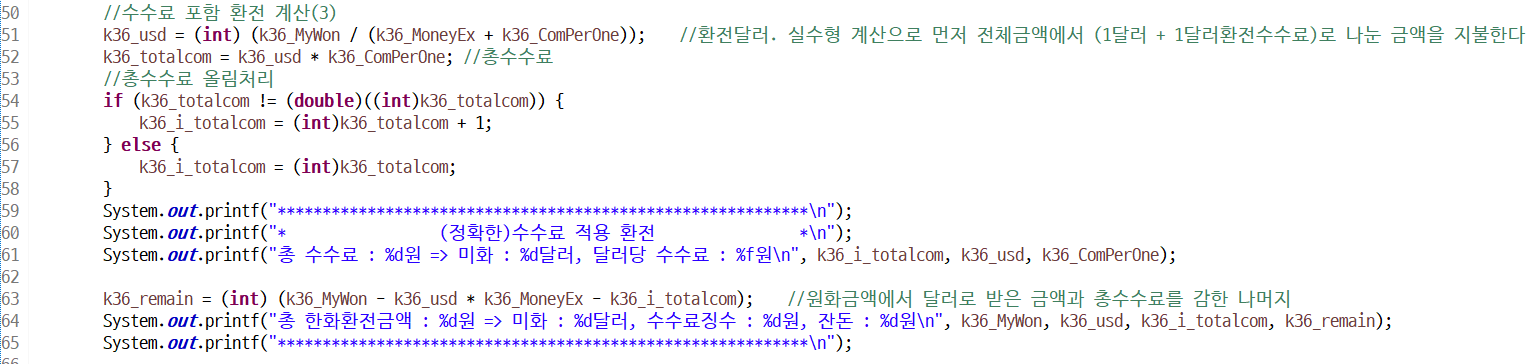 50 //수수료 포함 환전 계산(3)
51 k36_usd = (int) (k36_MyWon / (k36_MoneyEx + k36_ComPerOne)); //환전달러. 실수형 계산으로 먼저 전체금액에서 (1달러 + 1달러환전수수료)로 나눈 금액을 지불한다
52 k36_totalcom = k36_usd * k36_ComPerOne; //총수수료
53 //총수수료 올림처리
54 if (k36_totalcom != (double)((int)k36_totalcom)) {
55 k36_i_totalcom = (int)k36_totalcom + 1;
56 } else {
57 k36_i_totalcom = (int)k36_totalcom;
58 }
59 System.out.printf("***********************************************************\n");
60 System.out.printf("* (정확한)수수료 적용 환전 *\n");
61 System.out.printf("총 수수료 : %d원 => 미화 : %d달러, 달러당 수수료 : %f원\n", k36_i_totalcom, k36_usd, k36_ComPerOne);
62
63 k36_remain = (int) (k36_MyWon - k36_usd * k36_MoneyEx - k36_i_totalcom); //원화금액에서 달러로 받은 금액과 총수수료를 감한 나머지
64 System.out.printf("총 한화환전금액 : %d원 => 미화 : %d달러, 수수료징수 : %d원, 잔돈 : %d원\n", k36_MyWon, k36_usd, k36_i_totalcom, k36_remain);
65 System.out.printf("***********************************************************\n");